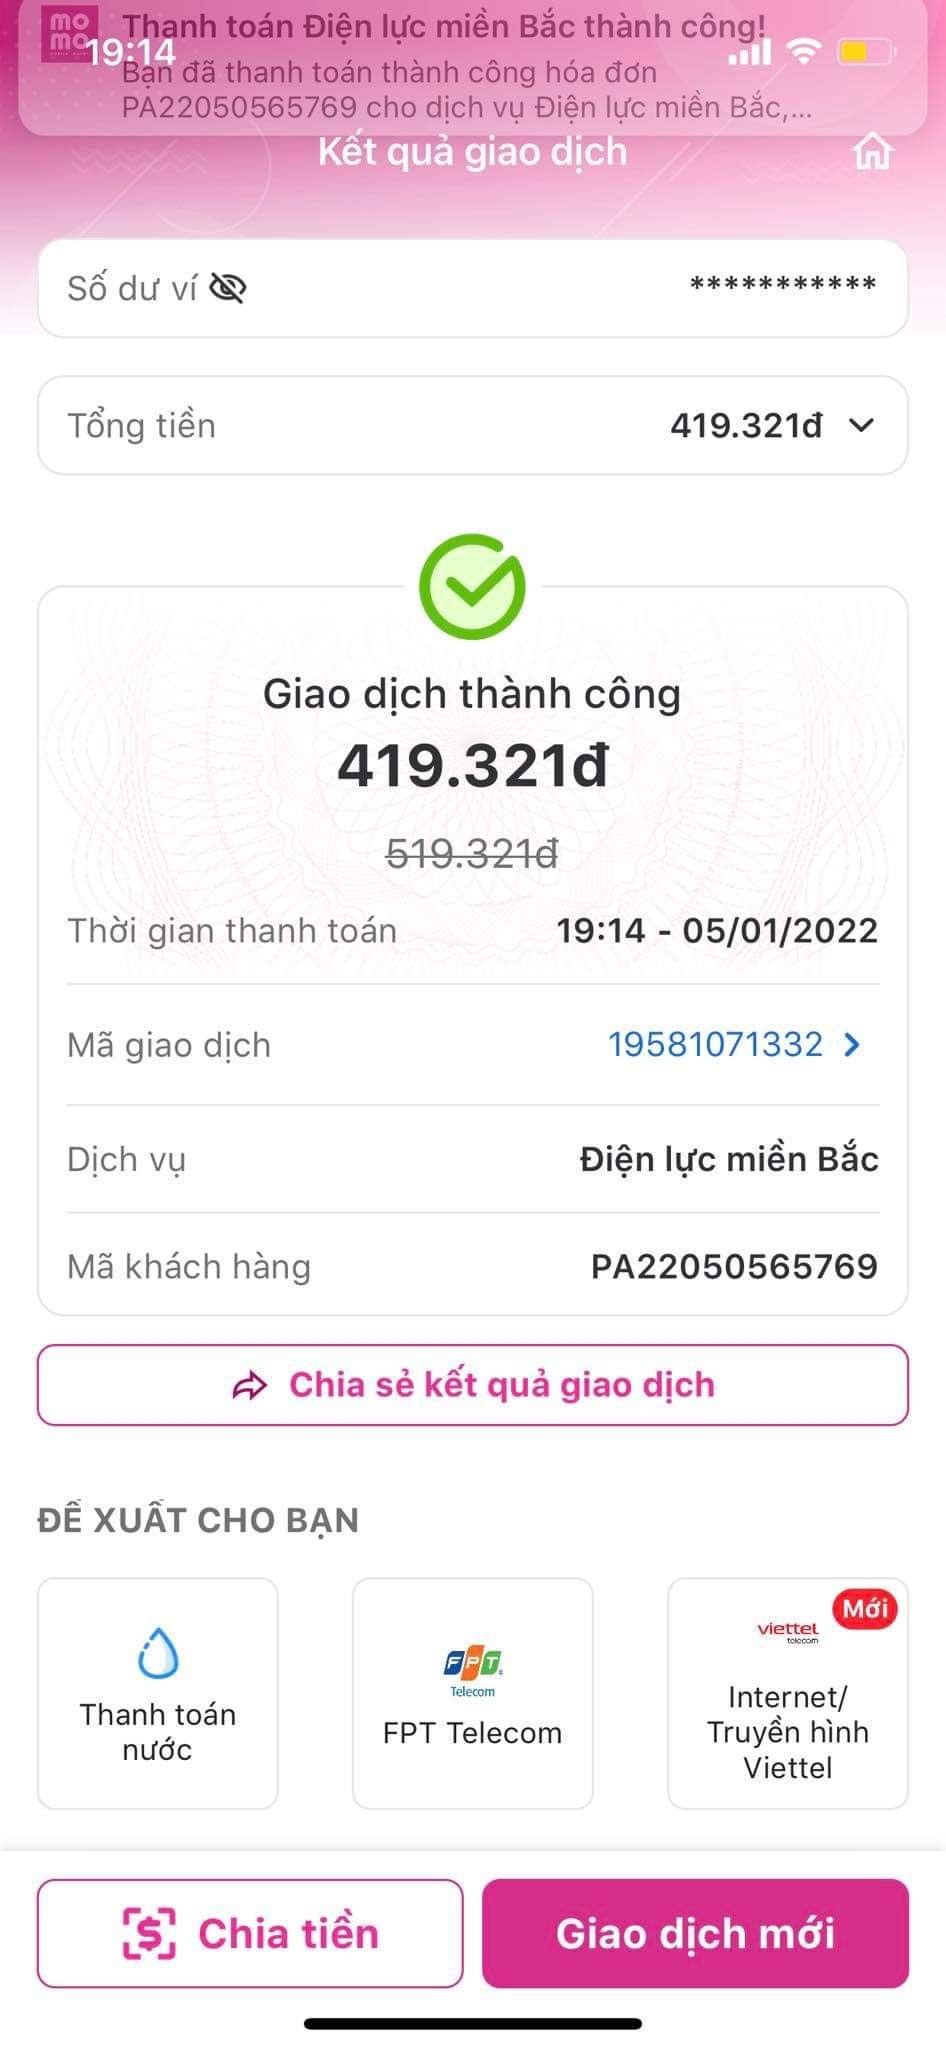 mo
mo
Thanh toán Điện lực miền Bắc thành công!
19:14
Bạn đã thanh toán thành công hóa đơn
PA22050565769 cho dịch vụ Điện lực miền Bắc,...
Kết quả giao dịch
Số dư ví ***********
Tổng tiền 419.321đ
Giao dịch thành công
419.321đ
519.321đ
Thời gian thanh toán 19:14 - 05/01/2022
Mã giao dịch 19581071332
Dịch vụ Điện lực miền Bắc
Mã khách hàng PA22050565769
Chia sẻ kết quả giao dịch
ĐỀ XUẤT CHO BẠN
Thanh toán
nước
FPT
Telecom
FPT Telecom
Mới
viettel
telecom
Internet/
Truyền hình
Viettel
Chia tiền
Giao dịch mới